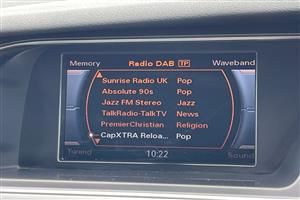 Memory Radio DAB TP Waveband
Sunrise Radio UK Pop
Absolute 90s Pop
Jazz FM Stereo Jazz
TalkRadio-TalkTV News
PremierChristian Religion
CapXTRA Reloa... Pop
Tuning 10:22 Sound